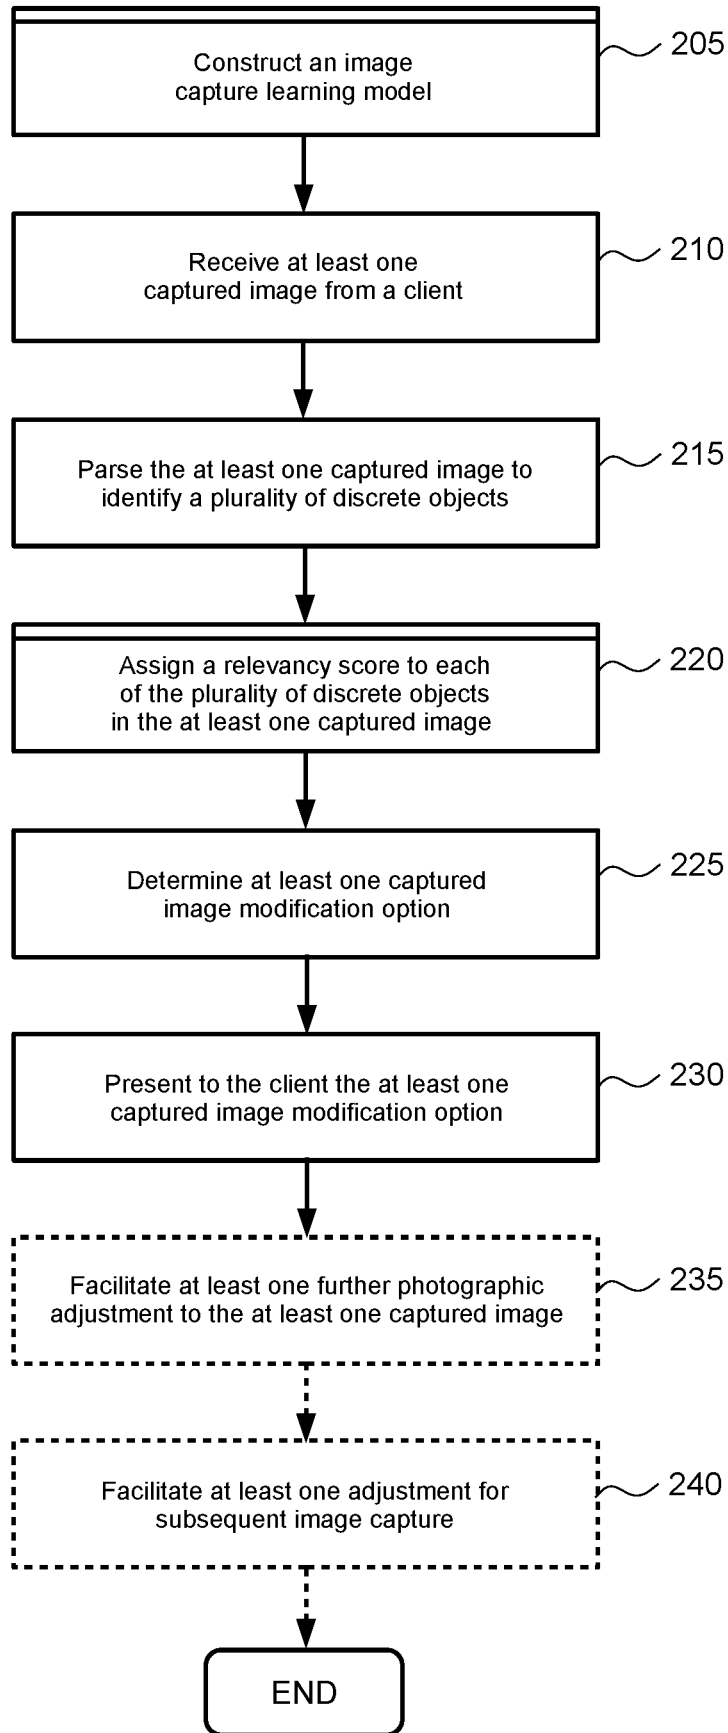 Construct an image
capture learning model
205
Receive at least one
captured image from a client
210
Parse the at least one captured image to
identify a plurality of discrete objects
215
Assign a relevancy score to each
of the plurality of discrete objects
in the at least one captured image
220
Determine at least one captured
image modification option
225
Present to the client the at least one
captured image modification option
230
Facilitate at least one further photographic
adjustment to the at least one captured image
235
Facilitate at least one adjustment for
subsequent image capture
240
END